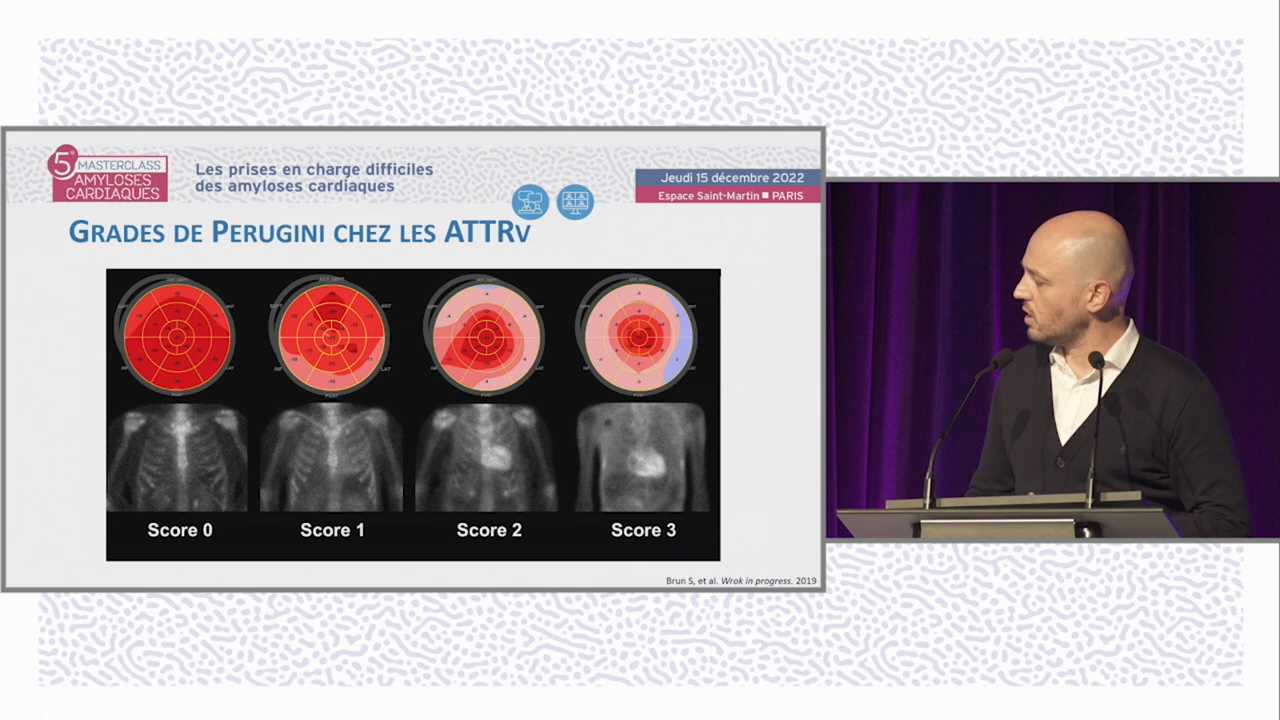 5e MASTERCLASS
AMYLOSES
CARDIAQUES
Les prises en charge difficiles
des amyloses cardiaques
Jeudi 15 décembre 2022
Espace Saint-Martin ■ PARIS
GRADES DE PERUGINI CHEZ LES ATTRV
Score 0
Score 1
Score 2
Score 3
Brun S, et al. Wrok in progress. 2019